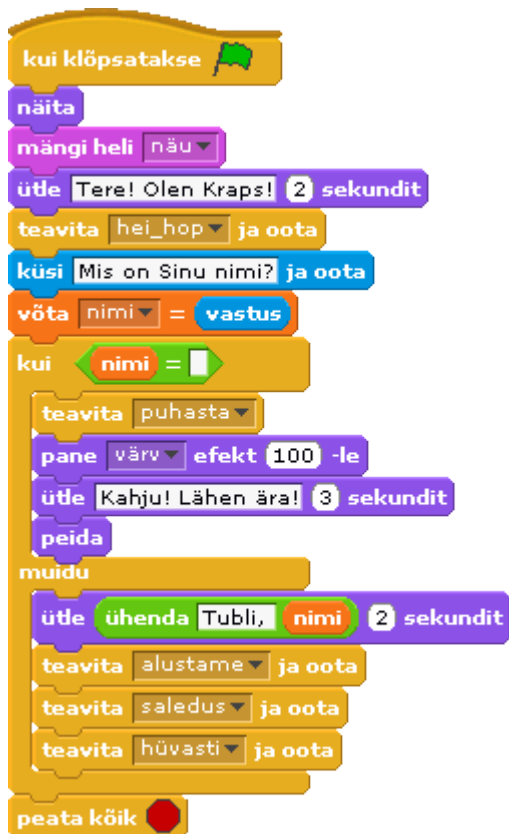 kui klõpsatakse
näita
mängi heli näu
ütle Tere! Olen Kraps! 2 sekundit
teavita hei_hop ja oota
küsi Mis on Sinu nimi? ja oota
võta nimi = vastus
kui nimi =
teavita puhasta
pane värv efekt 100 -le
ütle Kahju! Lähen ära! 3 sekundit
peida
muidu
ütle ühenda Tubli, nimi 2 sekundit
teavita alustame ja oota
teavita saledus ja oota
teavita hüvasti ja oota
peata kõik